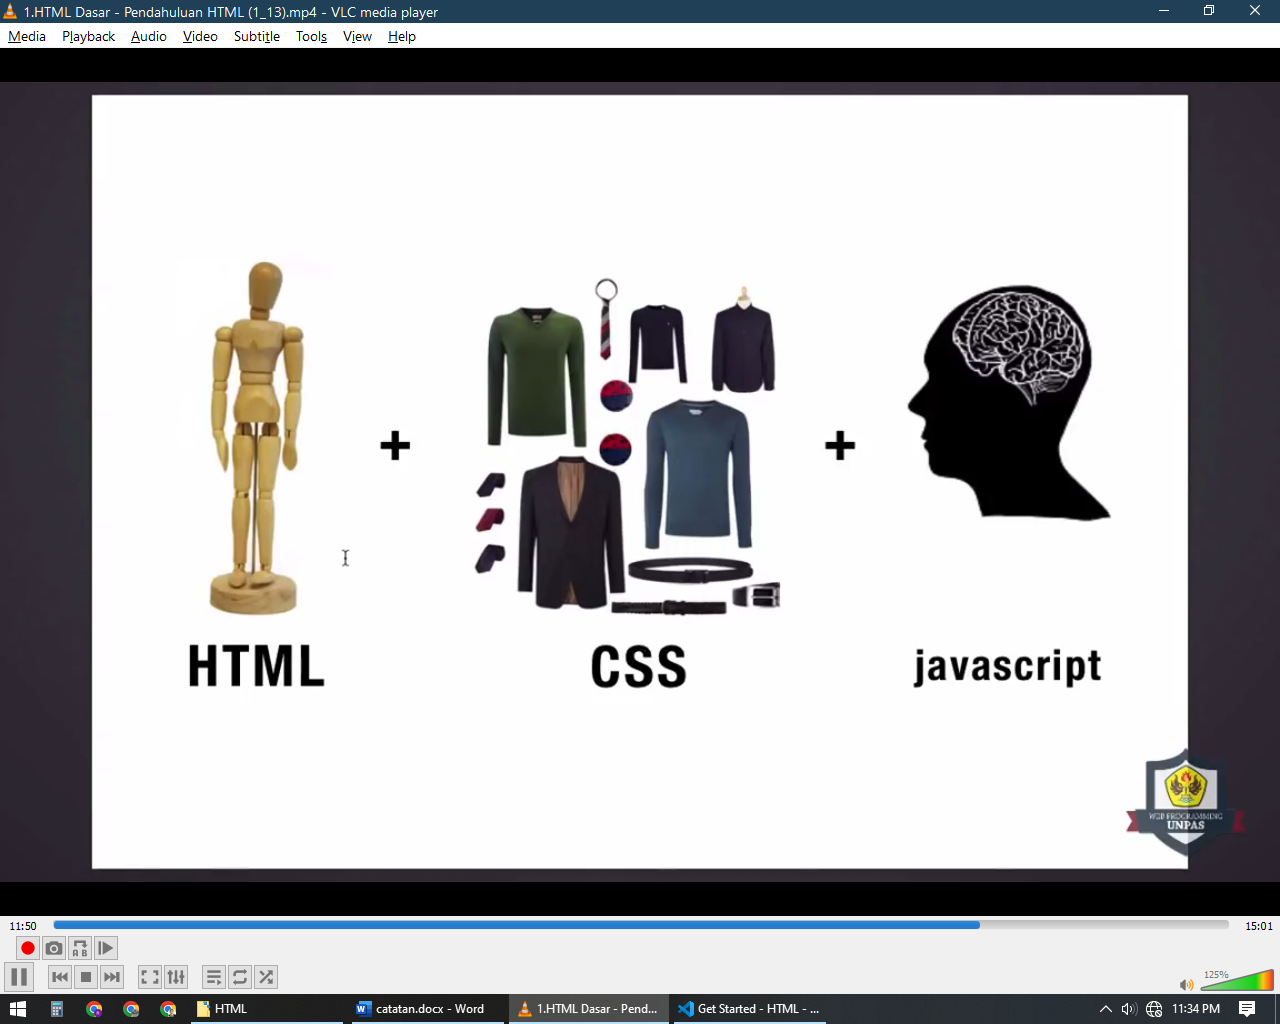 1.HTML Dasar - Pendahuluan HTML (1_13).mp4 - VLC media player
Media Playback Audio Video Subtitle Tools View Help
+ +
HTML CSS javascript
WEB PROGRAMMING
UNPAS
11:50 15:01
A B
125%
HTML catatan.docx - Word 1.HTML Dasar - Pend... Get Started - HTML - ... 11:34 PM